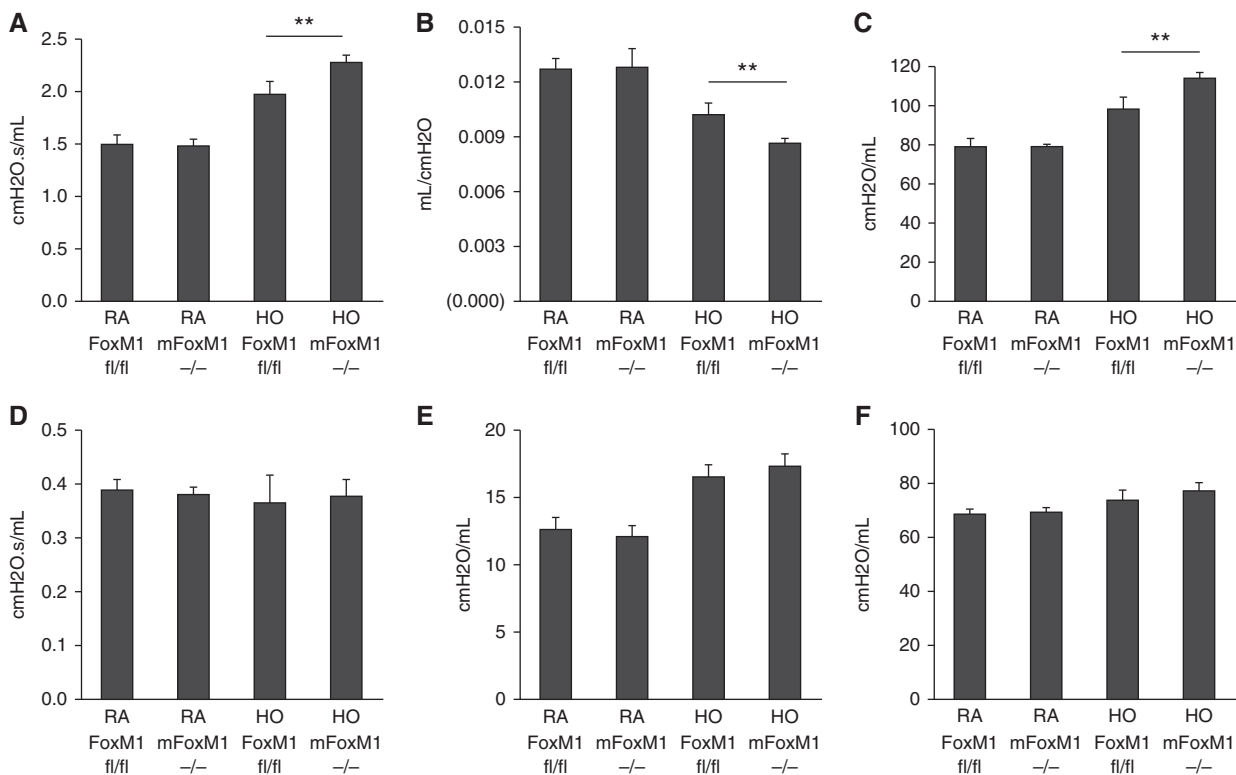 A
cmH2O.s/mL
2.5
2.0
1.5
1.0
0.5
0.0
**
RA RA HO HO
FoxM1 mFoxM1 FoxM1 mFoxM1
fl/fl –/– fl/fl –/–
B
mL/cmH2O
0.015
0.012
0.009
0.006
0.003
(0.000)
**
RA RA HO HO
FoxM1 mFoxM1 FoxM1 mFoxM1
fl/fl –/– fl/fl –/–
C
cmH2O/mL
120
100
80
60
40
20
0
**
RA RA HO HO
FoxM1 mFoxM1 FoxM1 mFoxM1
fl/fl –/– fl/fl –/–
D
cmH2O.s/mL
0.5
0.4
0.3
0.2
0.1
0.0
RA RA HO HO
FoxM1 mFoxM1 FoxM1 mFoxM1
fl/fl –/– fl/fl –/–
E
cmH2O/mL
20
15
10
5
0
RA RA HO HO
FoxM1 mFoxM1 FoxM1 mFoxM1
fl/fl –/– fl/fl –/–
F
cmH2O/mL
100
80
60
40
20
0
RA RA HO HO
FoxM1 mFoxM1 FoxM1 mFoxM1
fl/fl –/– fl/fl –/–